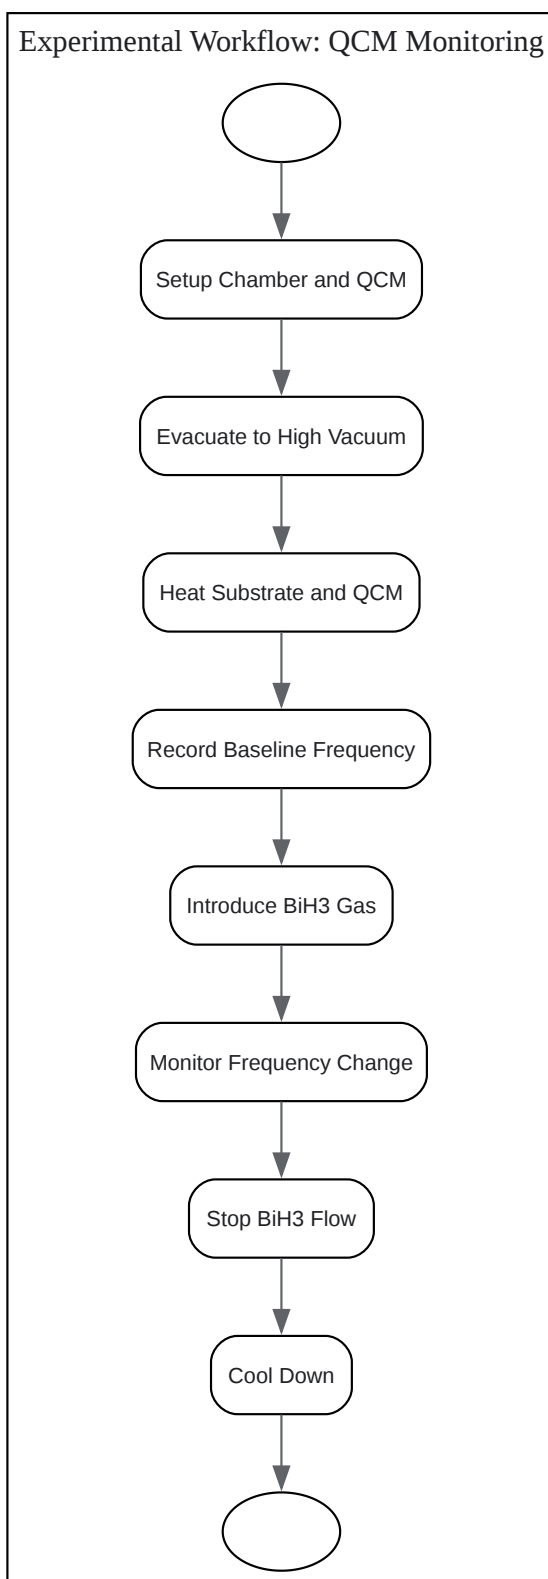 Experimental Workflow: QCM Monitoring
Setup Chamber and QCM
Evacuate to High Vacuum
Heat Substrate and QCM
Record Baseline Frequency
Introduce BiH3 Gas
Monitor Frequency Change
Stop BiH3 Flow
Cool Down